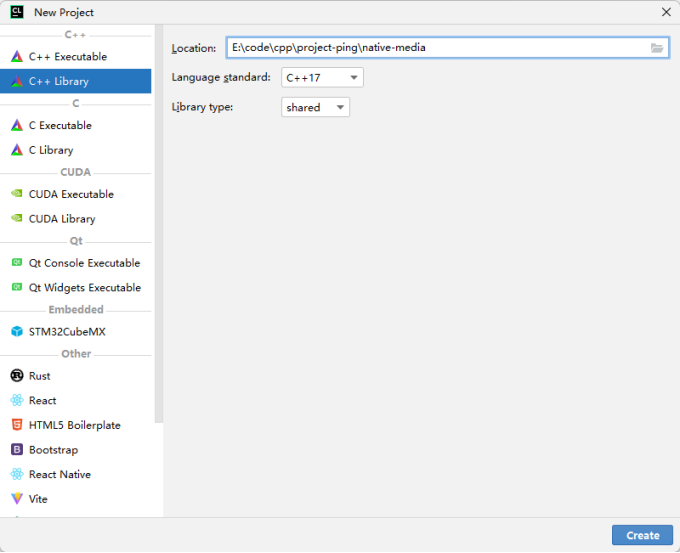 CL New Project
C++
C++ Executable
C++ Library
C
C Executable
C Library
CUDA
CUDA Executable
CUDA Library
Qt
Qt Qt Console Executable
Qt Qt Widgets Executable
Embedded
STM32CubeMX
Other
Rust
React
HTML5 Boilerplate
B Bootstrap
React Native
Vite
Location: E:\code\cpp\project-ping\native-media
Language standard: C++17
Library type: shared
Create